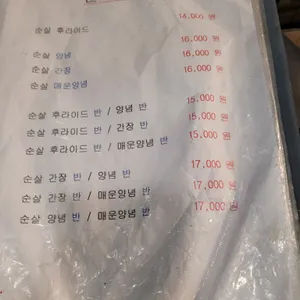 순살 후라이드 14,000 원
순살 양념 16,000 원
순살 간장 16,000 원
순살 매운양념 16,000 원
순살 후라이드 반 / 양념 반 15,000 원
순살 후라이드 반 / 간장 반 15,000 원
순살 후라이드 반 / 매운양념 반 15,000 원
순살 간장 반 / 양념 반 17,000 원
순살 간장 반 / 매운양념 반 17,000 원
순살 양념 반 / 매운양념 반 17,000 원